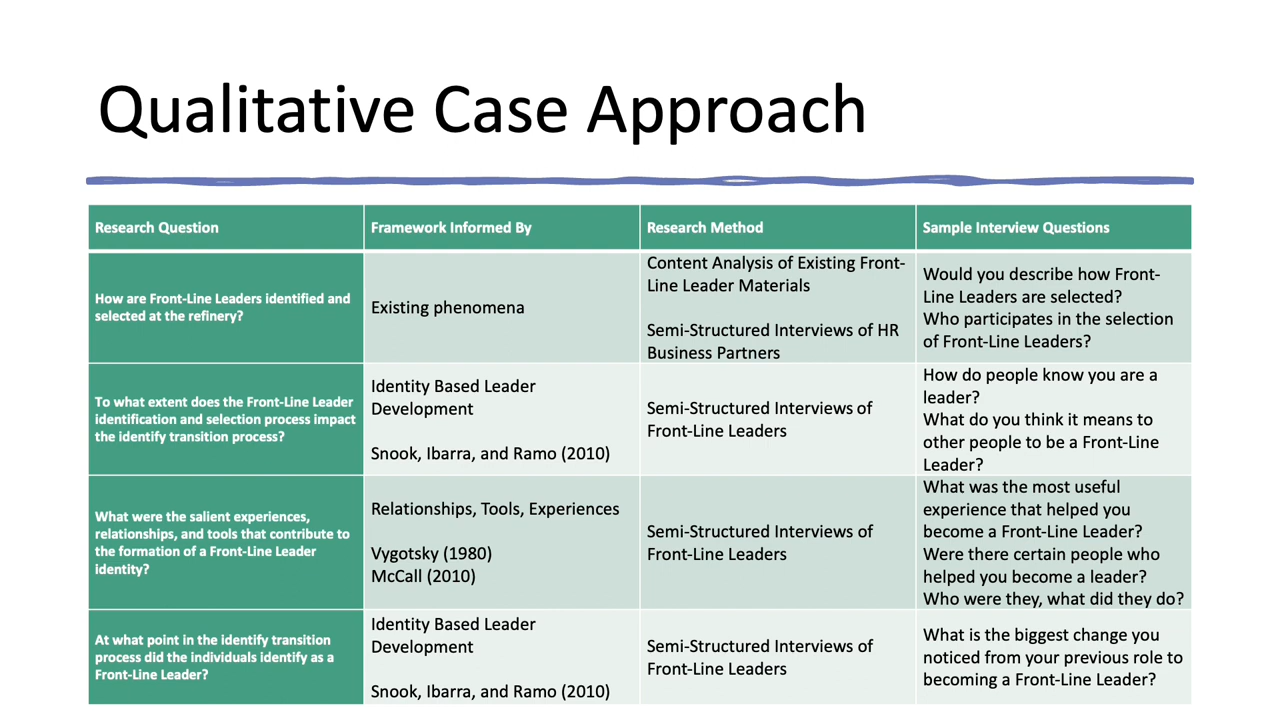 Qualitative Case Approach
Research Question
Framework Informed By
Research Method
Sample Interview Questions
How are Front-Line Leaders identified and
selected at the refinery?
Existing phenomena
Content Analysis of Existing Front-
Line Leader Materials
Semi-Structured Interviews of HR
Business Partners
Would you describe how Front-
Line Leaders are selected?
Who participates in the selection
of Front-Line Leaders?
To what extent does the Front-Line Leader
identification and selection process impact
the identify transition process?
Identity Based Leader
Development
Snook, Ibarra, and Ramo (2010)
Semi-Structured Interviews of
Front-Line Leaders
How do people know you are a
leader?
What do you think it means to
other people to be a Front-Line
Leader?
What were the salient experiences,
relationships, and tools that contribute to
the formation of a Front-Line Leader
identity?
Relationships, Tools, Experiences
Vygotsky (1980)
McCall (2010)
Semi-Structured Interviews of
Front-Line Leaders
What was the most useful
experience that helped you
become a Front-Line Leader?
Were there certain people who
helped you become a leader?
Who were they, what did they do?
At what point in the identify transition
process did the individuals identify as a
Front-Line Leader?
Identity Based Leader
Development
Snook, Ibarra, and Ramo (2010)
Semi-Structured Interviews of
Front-Line Leaders
What is the biggest change you
noticed from your previous role to
becoming a Front-Line Leader?